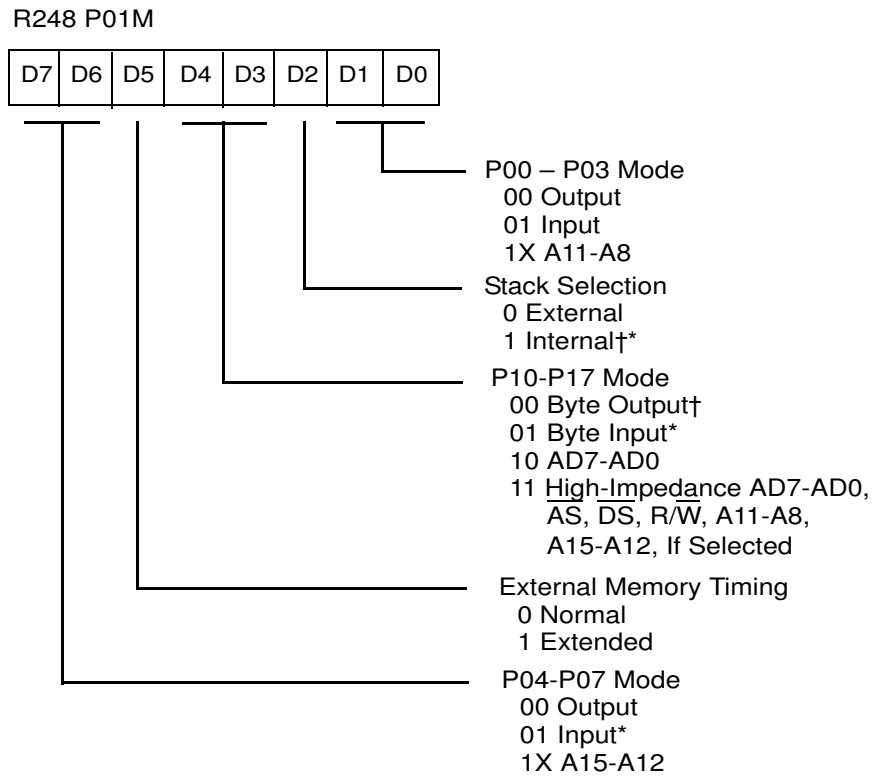 R248 P01M
D7 D6 D5 D4 D3 D2 D1 D0
P00 – P03 Mode
00 Output
01 Input
1X A11-A8
Stack Selection
0 External
1 Internal†*
P10-P17 Mode
00 Byte Output†
01 Byte Input*
10 AD7-AD0
11 High-Impedance AD7-AD0,
A̅S̅, D̅S̅, R/W̅, A11-A8,
A15-A12, If Selected
External Memory Timing
0 Normal
1 Extended
P04-P07 Mode
00 Output
01 Input*
1X A15-A12